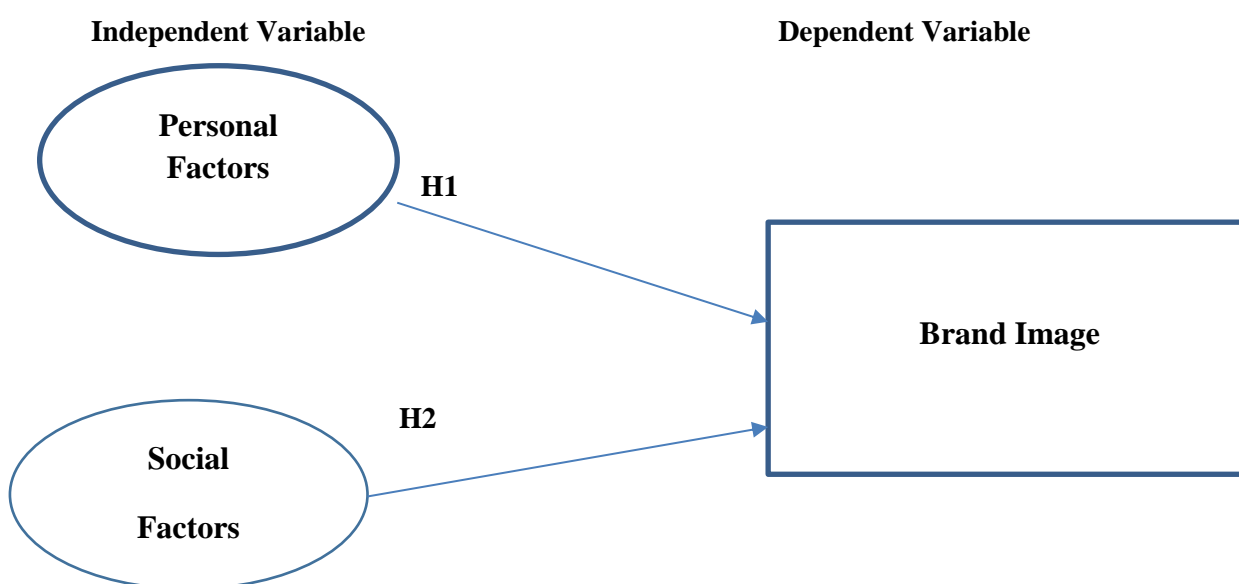 Independent Variable
Dependent Variable
Personal
Factors
H1
Brand Image
H2
Social
Factors